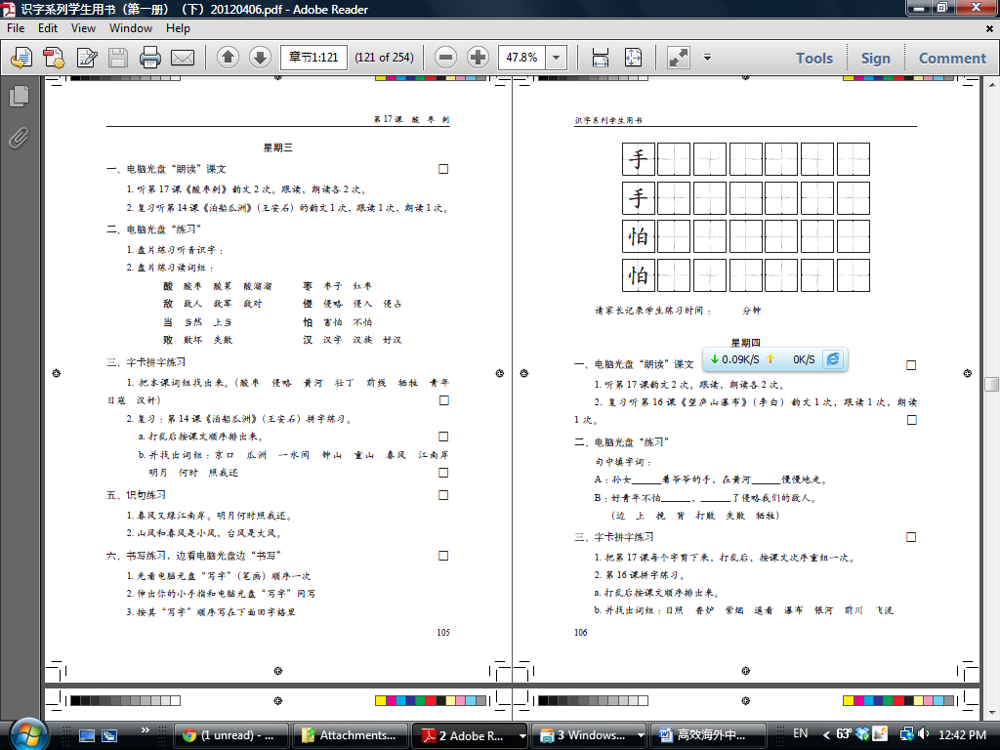 识字系列学生用书（第一册）（下）20120406.pdf - Adobe Reader
File Edit View Window Help
章节1:121 (121 of 254) 47.8% Tools Sign Comment
第 17 课 酸 枣 刺
星期三
一、电脑光盘“朗读”课文
1. 听第 17 课《酸枣刺》韵文 2 次。跟读，朗读各 2 次。
2. 复习听第 14 课《泊船瓜洲》（王安石）的韵文 1 次，跟读 1 次，朗读 1 次。
二、电脑光盘“练习”
1. 盘片练习听音识字；
2. 盘片练习读词组：
酸 酸枣 酸菜 酸溜溜 枣 枣子 红枣
敌 敌人 敌军 敌对 侵 侵略 侵入 侵占
当 当然 上当 怕 害怕 不怕
败 败坏 失败 汉 汉字 汉族 好汉
三、字卡拼字练习
1. 把本课词组找出来。（酸枣 侵略 黄河 壮丁 前线 牺牲 青年
日寇 汉奸）
2. 复习：第 14 课《泊船瓜洲》（王安石）拼字练习。
a. 打乱后按课文顺序排出来。
b. 并找出词组：京口 瓜洲 一水间 钟山 重山 春风 江南岸
明月 何时 照我还
五、识句练习
1. 春风又绿江南岸。明月何时照我还。
2. 山风和春风是小风，台风是大风。
六、书写练习，边看电脑光盘边“书写”
1. 先看电脑光盘“写字”（笔画）顺序一次
2. 伸出你的小手指和电脑光盘“写字”同写
3. 按其“写字”顺序写在下面田字格里
105
识字系列学生用书
手
手
怕
怕
请家长记录学生练习时间： 分钟
星期四
0.09K/S 0K/S
一、电脑光盘“朗读”课文
1. 听第 17 课韵文 2 次。跟读，朗读各 2 次。
2. 复习听第 16 课《望庐山瀑布》（李白）韵文 1 次，跟读 1 次，朗读
1 次。
二、电脑光盘“练习”
句中填字词：
A：孙女______着爷爷的手，在黄河______慢慢地走。
B：好青年不怕______，______了侵略我们的敌人。
（边 上 挽 背 打败 失败 牺牲）
三、字卡拼字练习
1. 把第 17 课每个字剪下来，打乱后，按课文次序重组一次。
2. 第 16 课拼字练习。
a. 打乱后按课文顺序排出来。
b. 并找出词组：日照 香炉 紫烟 遥看 瀑布 银河 前川 飞流
106
(1 unread) - ... Attachments... 2 Adobe R... 3 Windows... 高效海外中... EN 63° 12:42 PM